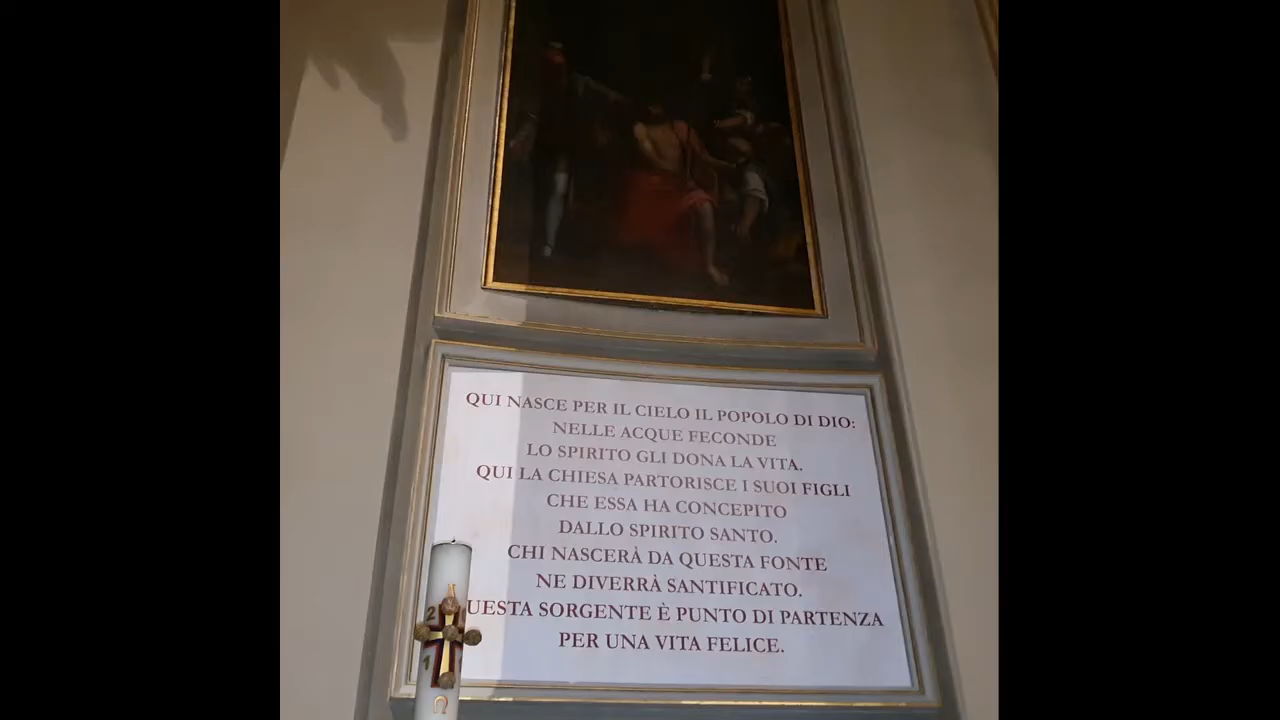 QUI NASCE PER IL CIELO IL POPOLO DI DIO:
NELLE ACQUE FECONDE
LO SPIRITO GLI DONA LA VITA.
QUI LA CHIESA PARTORISCE I SUOI FIGLI
CHE ESSA HA CONCEPITO
DALLO SPIRITO SANTO.
CHI NASCERÀ DA QUESTA FONTE
NE DIVERRÀ SANTIFICATO.
UESTA SORGENTE È PUNTO DI PARTENZA
PER UNA VITA FELICE.
2
1
Ω